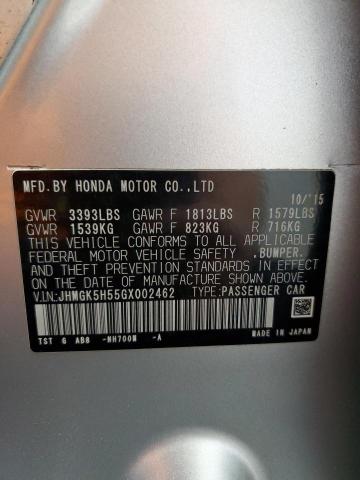 MFD.BY HONDA MOTOR CO.,LTD
10/'15
GVWR 3393LBS GAWR F 1813LBS R 1579LBS
GVWR 1539KG GAWR F 823KG R 716KG
THIS VEHICLE CONFORMS TO ALL APPLICABLE
FEDERAL MOTOR VEHICLE SAFETY ,BUMPER,
AND THEFT PREVENTION STANDARDS IN EFFECT
ON THE DATE OF MANUFACTURE SHOWN ABOVE.
V.I.N:JHMGK5H55GX002462 TYPE:PASSENGER CAR
TST G AB8 -NH700M -A
MADE IN JAPAN